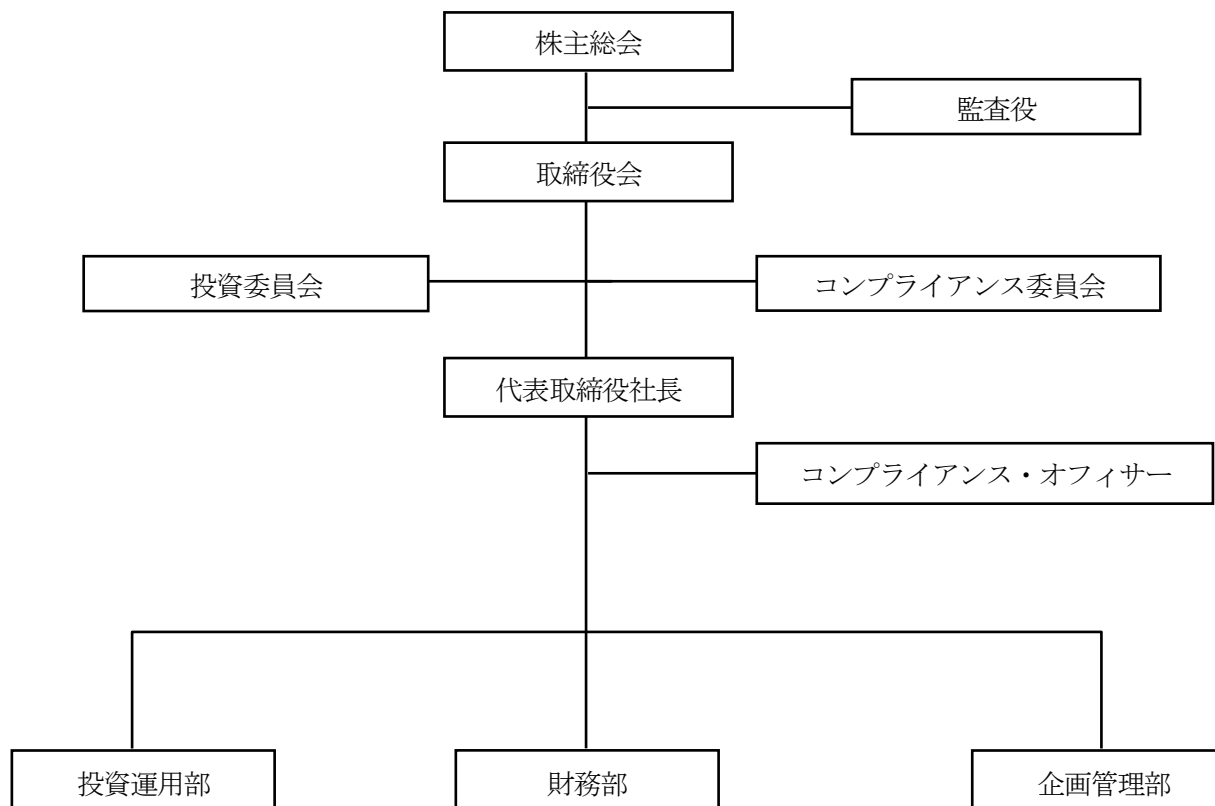 株主総会
監査役
取締役会
投資委員会
コンプライアンス委員会
代表取締役社長
コンプライアンス・オフィサー
投資運用部
財務部
企画管理部